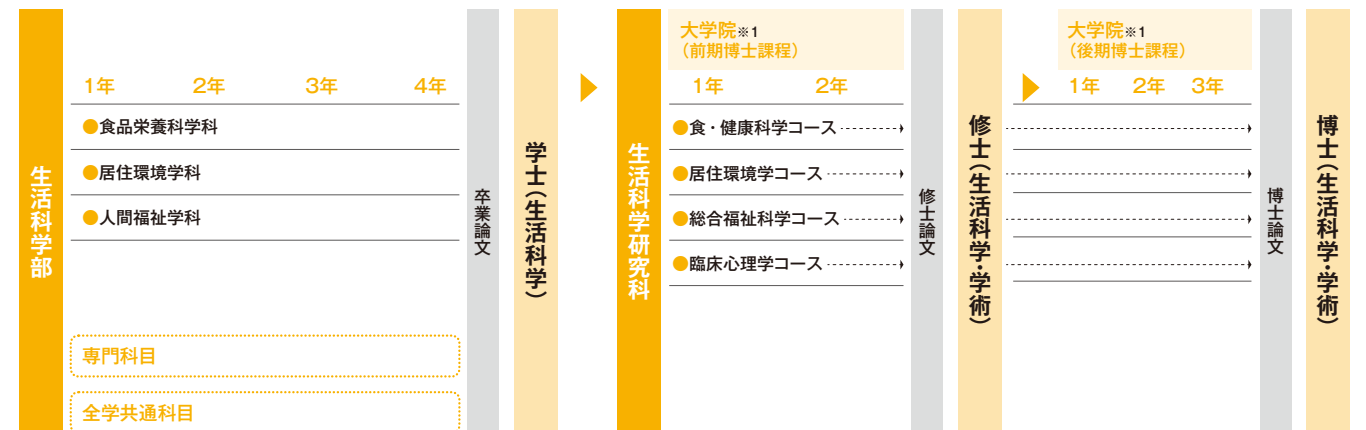 生活科学部
1年 2年 3年 4年
●食品栄養科学科
●居住環境学科
●人間福祉学科
専門科目
全学共通科目
卒業論文
学士（生活科学）
生活科学研究科
大学院※1
（前期博士課程）
1年 2年
●食・健康科学コース
●居住環境学コース
●総合福祉科学コース
●臨床心理学コース
修士論文
修士（生活科学・学術）
大学院※1
（後期博士課程）
1年 2年 3年
博士論文
博士（生活科学・学術）